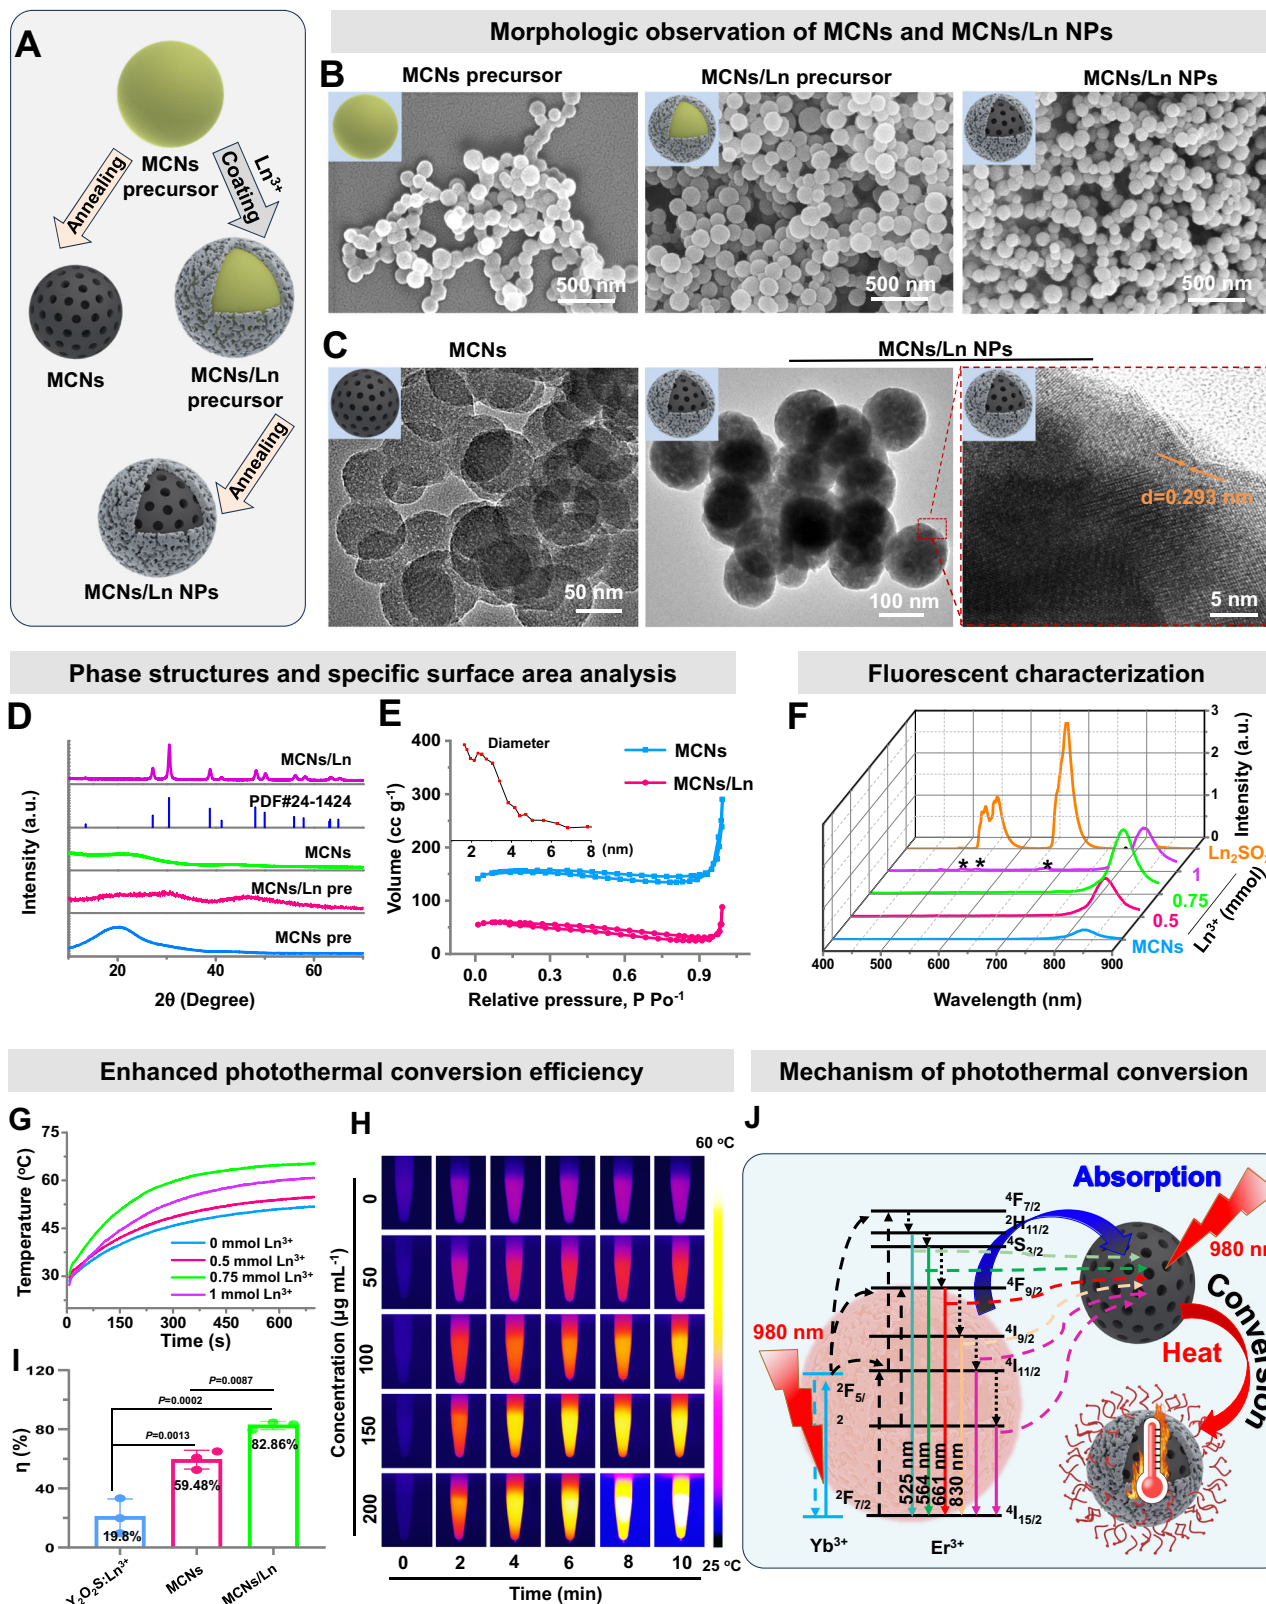 A
MCNs
precursor
Annealing
Coating
Ln³⁺
MCNs
MCNs/Ln
precursor
Annealing
MCNs/Ln NPs
Morphologic observation of MCNs and MCNs/Ln NPs
B
MCNs precursor
MCNs/Ln precursor
MCNs/Ln NPs
500 nm
500 nm
500 nm
C
MCNs
MCNs/Ln NPs
50 nm
100 nm
d=0.293 nm
5 nm
Phase structures and specific surface area analysis
D
Intensity (a.u.)
MCNs/Ln
PDF#24-1424
MCNs
MCNs/Ln pre
MCNs pre
20 40 60
2θ (Degree)
E
Volume (cc g⁻¹)
400
300
200
100
0
Diameter
2 4 6 8 (nm)
MCNs
MCNs/Ln
0.0 0.3 0.6 0.9
Relative pressure, P Po⁻¹
Fluorescent characterization
F
3
2
1
0
Intensity (a.u.)
* * *
Ln₂SO₂
1
0.75
0.5
MCNs
Ln³⁺ (mmol)
400 500 600 700 800 900
Wavelength (nm)
Enhanced photothermal conversion efficiency
G
Temperature (°C)
75
60
45
30
0 mmol Ln³⁺
0.5 mmol Ln³⁺
0.75 mmol Ln³⁺
1 mmol Ln³⁺
0 150 300 450 600
Time (s)
H
60 °C
Concentration (µg mL⁻¹)
0
50
100
150
200
0 2 4 6 8 10
25 °C
Time (min)
I
η (%)
120
80
40
0
P=0.0087
P=0.0002
P=0.0013
19.8%
59.48%
82.86%
Y₂O₂S:Ln³⁺
MCNs
MCNs/Ln
Mechanism of photothermal conversion
J
Absorption
980 nm
Conversion
Heat
980 nm
⁴F₇/₂
²H₁₁/₂
⁴S₃/₂
⁴F₉/₂
⁴I₉/₂
⁴I₁₁/₂
²F₅/
2
²F₇/₂
⁴I₁₅/₂
525 nm
564 nm
661 nm
830 nm
Yb³⁺
Er³⁺